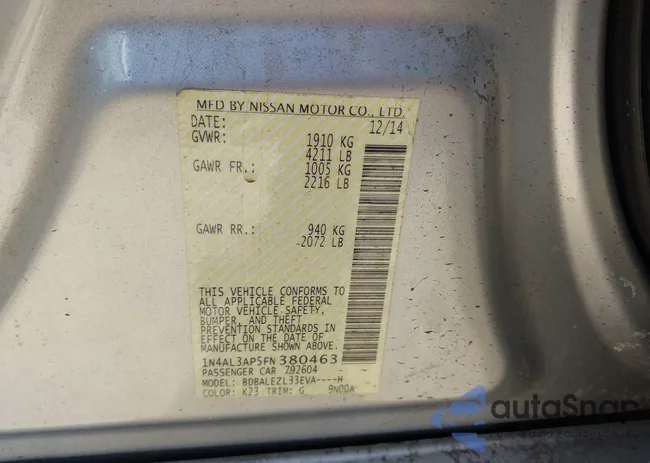 MFD BY NISSAN MOTOR CO., LTD.
DATE: 12/14
GVWR: 1910 KG
4211 LB
GAWR FR.: 1005 KG
2216 LB
GAWR RR.: 940 KG
2072 LB
THIS VEHICLE CONFORMS TO
ALL APPLICABLE FEDERAL
MOTOR VEHICLE SAFETY,
BUMPER, AND THEFT
PREVENTION STANDARDS IN
EFFECT ON THE DATE OF
MANUFACTURE SHOWN ABOVE.
1N4AL3AP5FN380463
PASSENGER CAR Z92604
MODEL: BDBALEZL33EVA----H
COLOR: K23 TRIM: G 9N00A
autoSnap